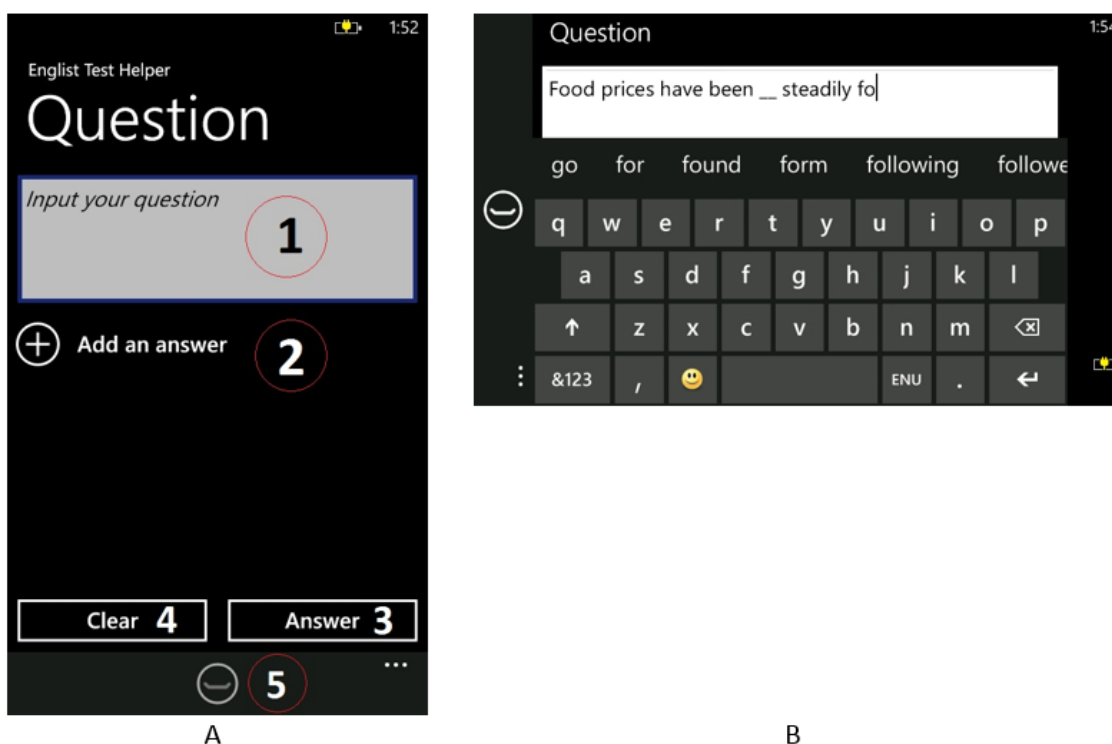 1:52
Englist Test Helper
Question
Input your question
1
Add an answer
2
Clear 4
Answer 3
5
A
Question
1:54
Food prices have been __ steadily fo
go for found form following followe
q w e r t y u i o p
a s d f g h j k l
z x c v b n m
&123 , ENU .
B